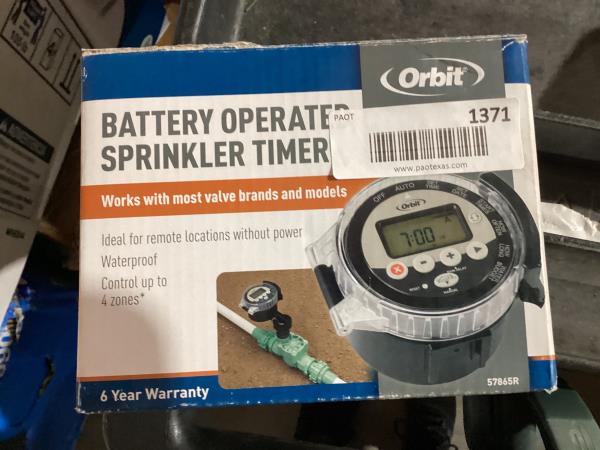 Orbit
BATTERY OPERATED
SPRINKLER TIMER
PAOT
1371
www.paotexas.com
Works with most valve brands and models
Ideal for remote locations without power
Waterproof
Control up to
4 zones*
OFF
AUTO
Orbit
7:00
6 Year Warranty
57865R